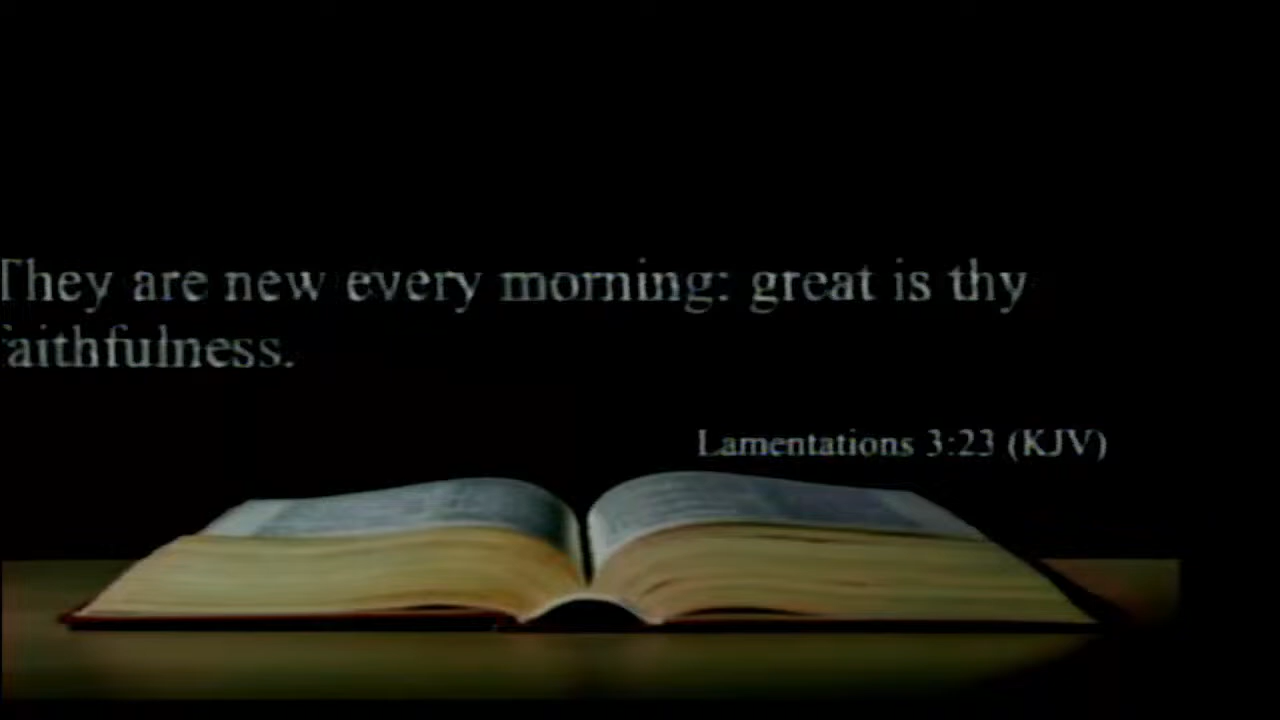 They are new every morning: great is thy
faithfulness.
Lamentations 3:23 (KJV)